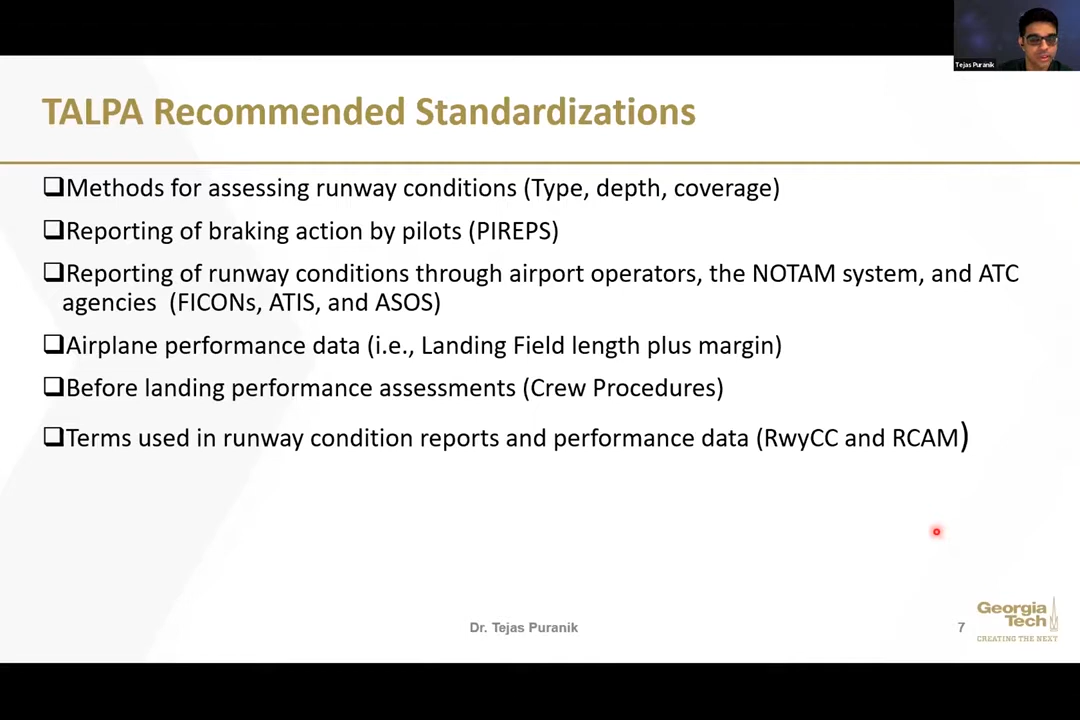 Tejas Puranik
TALPA Recommended Standardizations
❑Methods for assessing runway conditions (Type, depth, coverage)
❑Reporting of braking action by pilots (PIREPS)
❑Reporting of runway conditions through airport operators, the NOTAM system, and ATC
agencies (FICONs, ATIS, and ASOS)
❑Airplane performance data (i.e., Landing Field length plus margin)
❑Before landing performance assessments (Crew Procedures)
❑Terms used in runway condition reports and performance data (RwyCC and RCAM)
Dr. Tejas Puranik
7
Georgia
Tech
CREATING THE NEXT